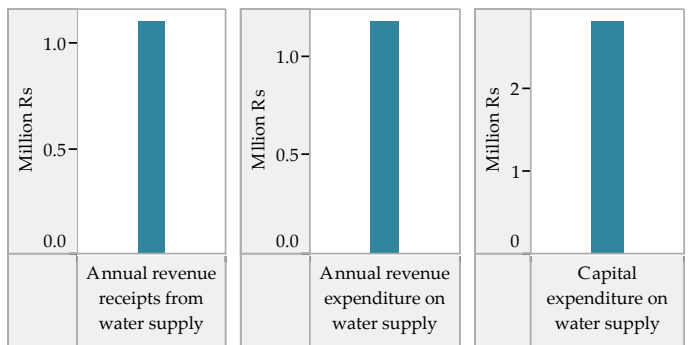 Million Rs
1.0
0.5
0.0
Annual revenue
receipts from
water supply
Mllion Rs
1.0
0.5
0.0
Annual revenue
expenditure on
water supply
Million Rs
2
1
0
Capital
expenditure on
water supply